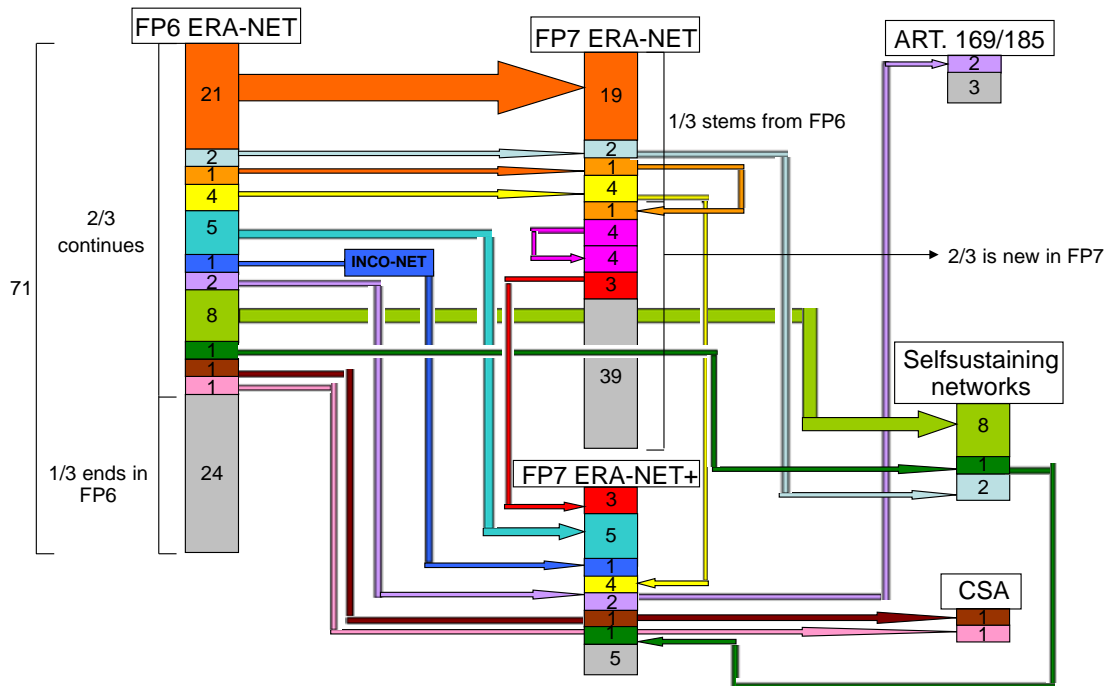 FP6 ERA-NET
FP7 ERA-NET
ART. 169/185
21
2
1
4
5
1
2
8
1
1
1
24
71
2/3
continues
1/3 ends in
FP6
INCO-NET
19
2
1
4
1
4
4
3
39
1/3 stems from FP6
2/3 is new in FP7
2
3
Selfsustaining
networks
8
1
2
FP7 ERA-NET+
3
5
1
4
2
1
1
5
CSA
1
1